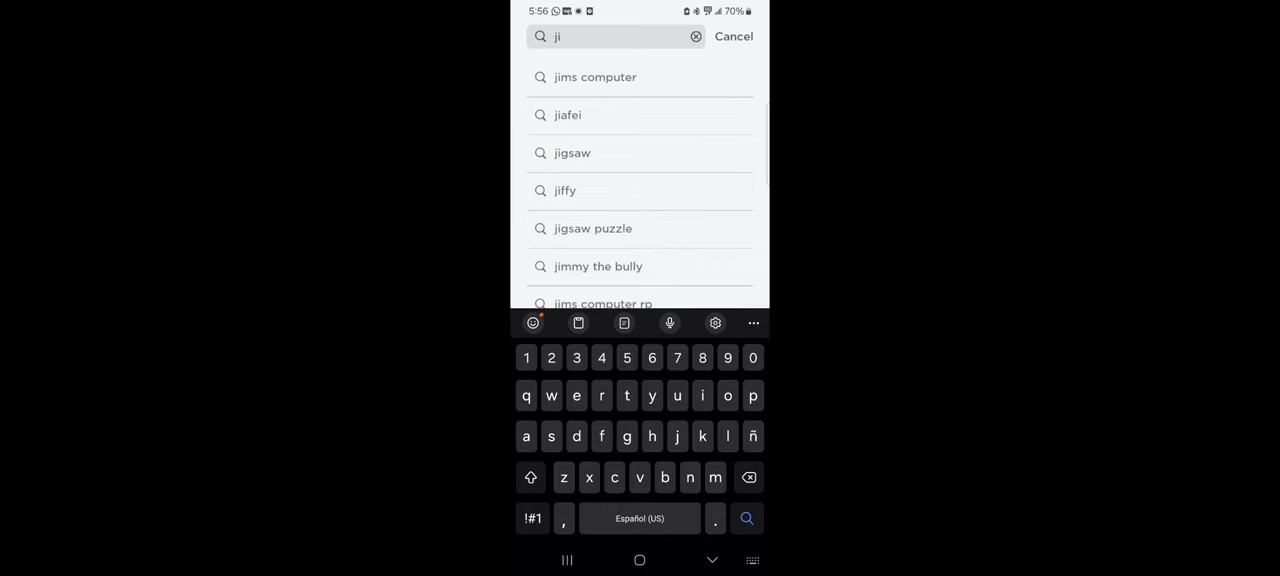 5:56 70%
ji Cancel
jims computer
jiafei
jigsaw
jiffy
jigsaw puzzle
jimmy the bully
jims computer rp
1 2 3 4 5 6 7 8 9 0
q w e r t y u i o p
a s d f g h j k l ñ
z x c v b n m
!#1 , Español (US) .